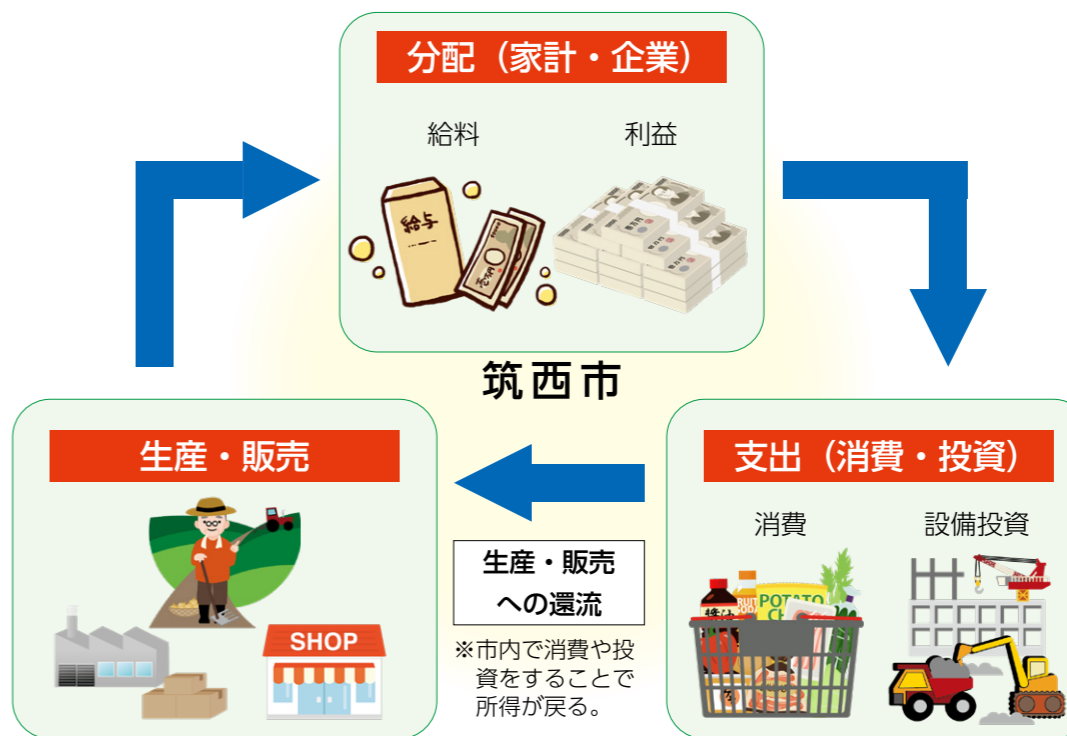 分配（家計・企業）
給料
利益
給与
筑西市
生産・販売
SHOP
生産・販売
への還流
※市内で消費や投
資をすることで
所得が戻る。
支出（消費・投資）
消費
設備投資
POTATO